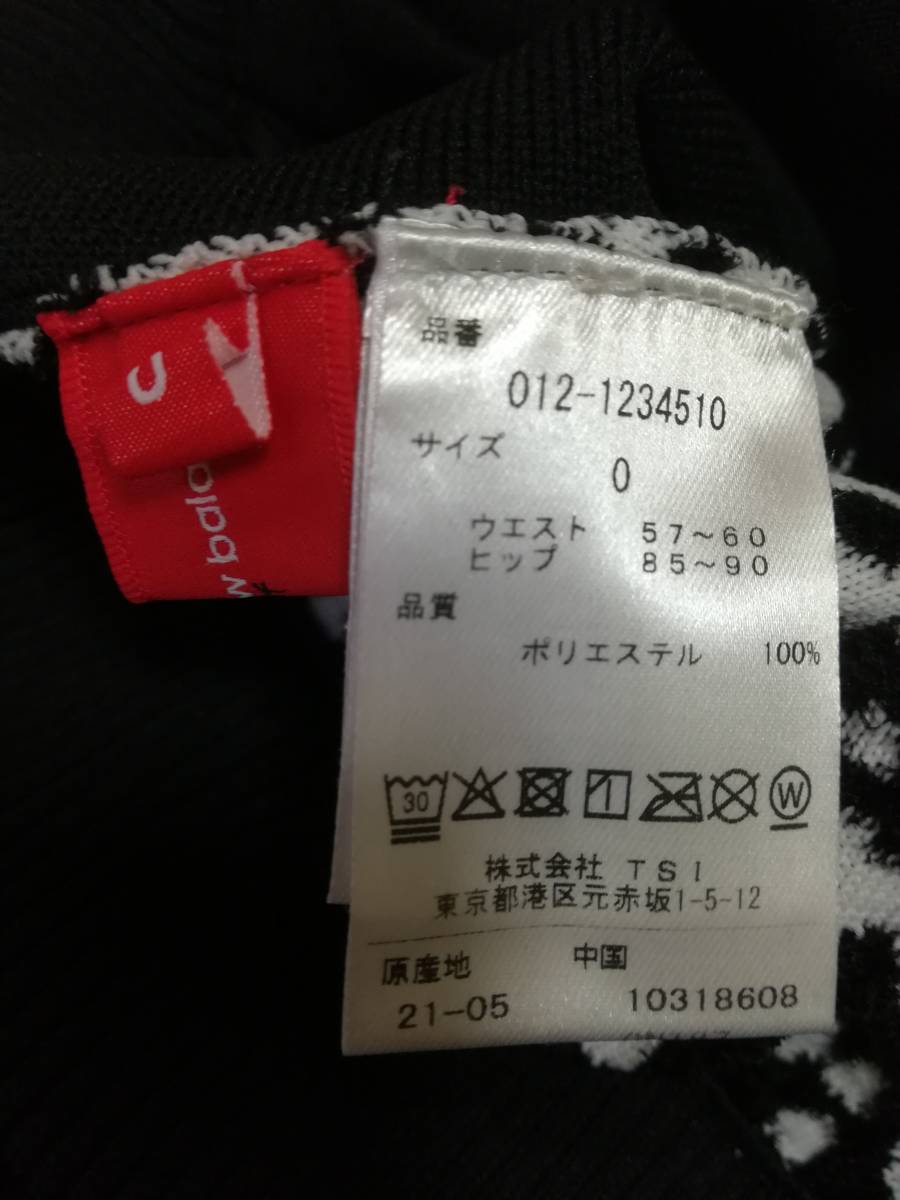 品番
012-1234510
サイズ
0
ウエスト 57～60
ヒップ 85～90
品質
ポリエステル 100%
30
W
株式会社 TSI
東京都港区元赤坂1-5-12
原産地 中国
21-05 10318608